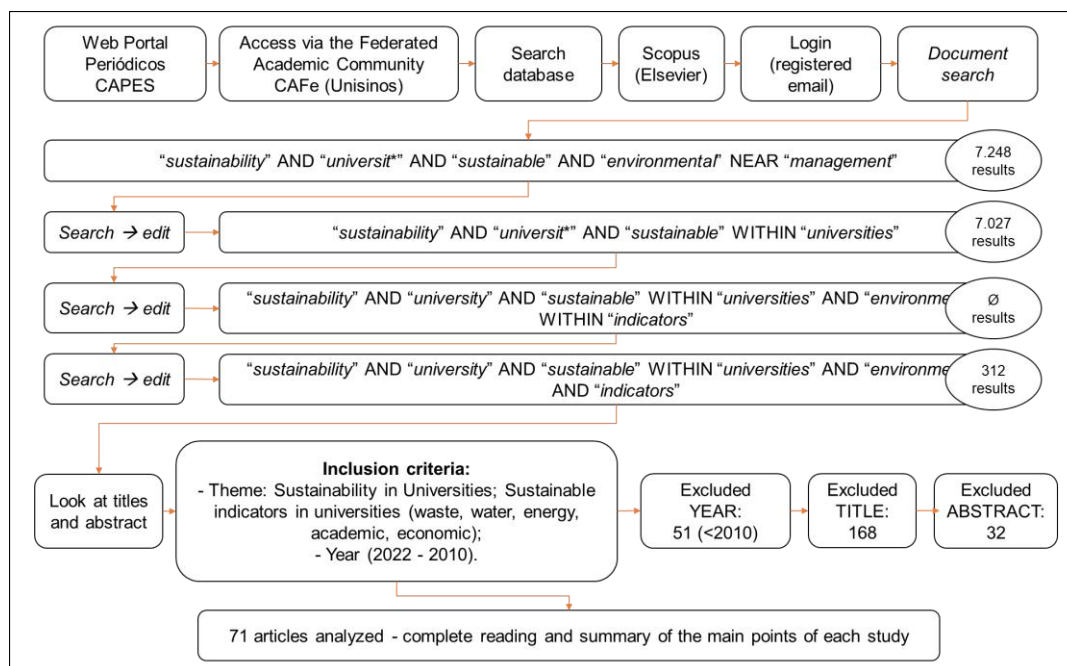 Web Portal
Periódicos
CAPES
Access via the Federated
Academic Community
CAFe (Unisinos)
Search
database
Scopus
(Elsevier)
Login
(registered
email)
Document
search
“sustainability” AND “universit*” AND “sustainable” AND “environmental” NEAR “management”
7.248
results
Search → edit
“sustainability” AND “universit*” AND “sustainable” WITHIN “universities”
7.027
results
Search → edit
“sustainability” AND “university” AND “sustainable” WITHIN “universities” AND “environme
WITHIN “indicators”
Ø
results
Search → edit
“sustainability” AND “university” AND “sustainable” WITHIN “universities” AND “environme
AND “indicators”
312
results
Look at titles
and abstract
Inclusion criteria:
- Theme: Sustainability in Universities; Sustainable
indicators in universities (waste, water, energy,
academic, economic);
- Year (2022 - 2010).
Excluded
YEAR:
51 (<2010)
Excluded
TITLE:
168
Excluded
ABSTRACT:
32
71 articles analyzed - complete reading and summary of the main points of each study